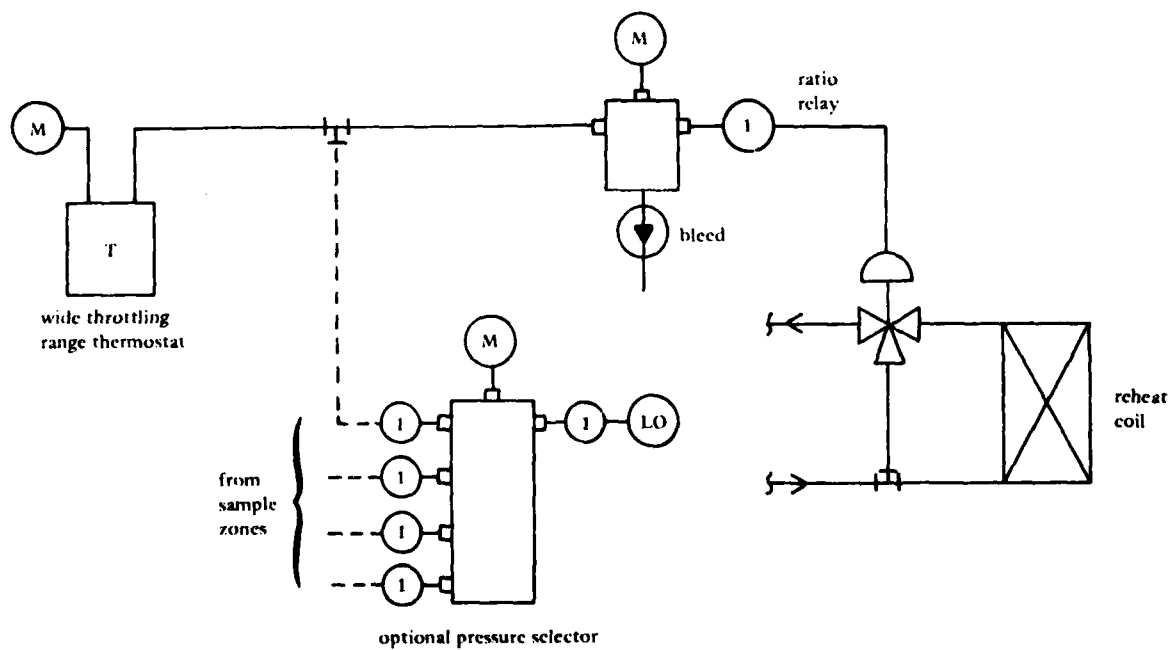 M
ratio
relay
M
1
T
bleed
wide throttling
range thermostat
M
1
1
LO
reheat
coil
1
from
sample
zones
1
1
optional pressure selector